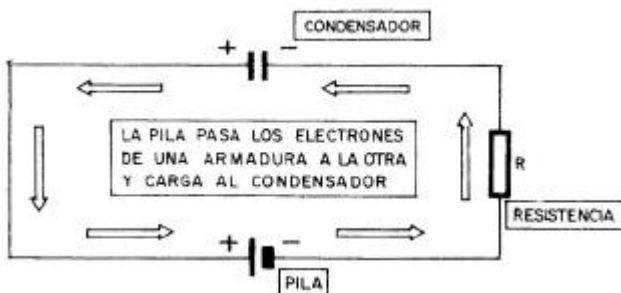 CONDENSADOR
+ -
LA PILA PASA LOS ELECTRONES
DE UNA ARMADURA A LA OTRA
Y CARGA AL CONDENSADOR
R
RESISTENCIA
+ -
PILA